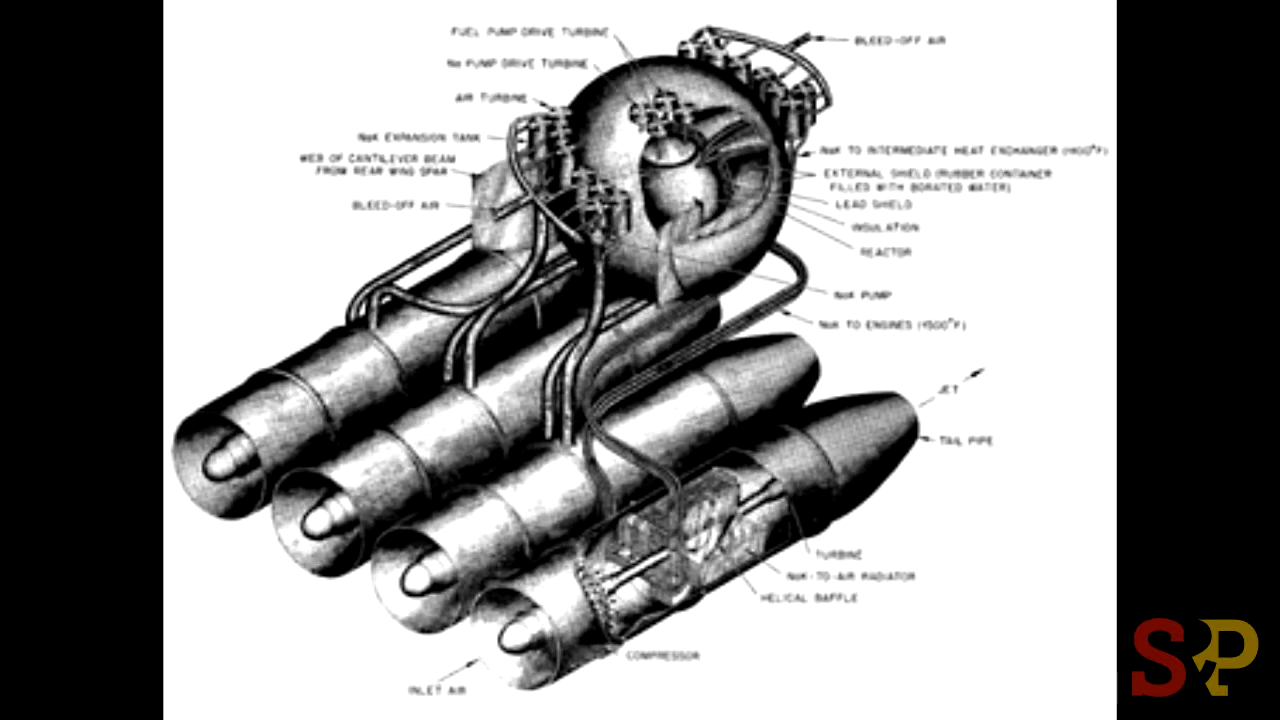 FUEL PUMP DRIVE TURBINE
BLEED-OFF AIR
Na PUMP DRIVE TURBINE
AIR TURBINE
NaK EXPANSION TANK
WEB OF CANTILEVER BEAM
FROM REAR WING SPAR
BLEED-OFF AIR
NaK TO INTERMEDIATE HEAT EXCHANGER (1100°F)
EXTERNAL SHIELD (RUBBER CONTAINER
FILLED WITH BORATED WATER)
LEAD SHIELD
INSULATION
REACTOR
NaK PUMP
NaK TO ENGINES (1500°F)
JET
TAIL PIPE
TURBINE
NaK-TO-AIR RADIATOR
HELICAL BAFFLE
COMPRESSOR
INLET AIR
SP